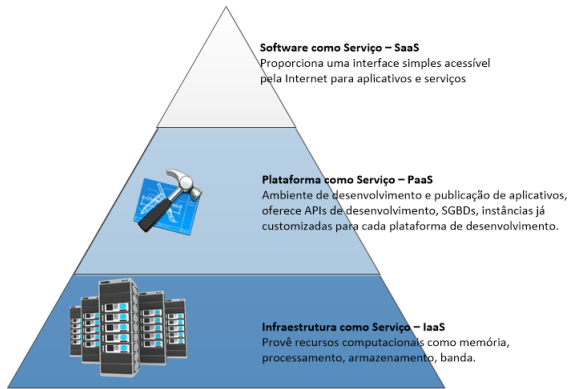 Software como Serviço – SaaS
Proporciona uma interface simples acessível
pela Internet para aplicativos e serviços
Plataforma como Serviço – PaaS
Ambiente de desenvolvimento e publicação de aplicativos,
oferece APIs de desenvolvimento, SGBDs, instâncias já
customizadas para cada plataforma de desenvolvimento.
Infraestrutura como Serviço – IaaS
Provê recursos computacionais como memória,
processamento, armazenamento, banda.